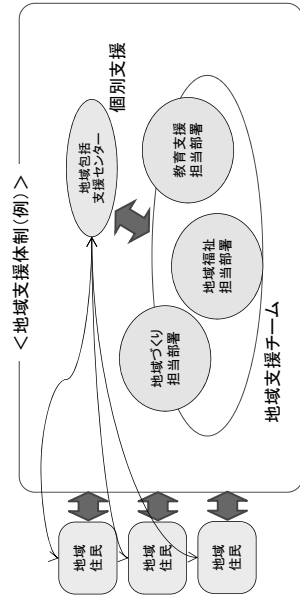 ＜地域支援体制（例）＞
地域包括
支援センター
個別支援
教育支援
担当部署
地域福祉
担当部署
地域づくり
担当部署
地域支援チーム
地域
住民
地域
住民
地域
住民